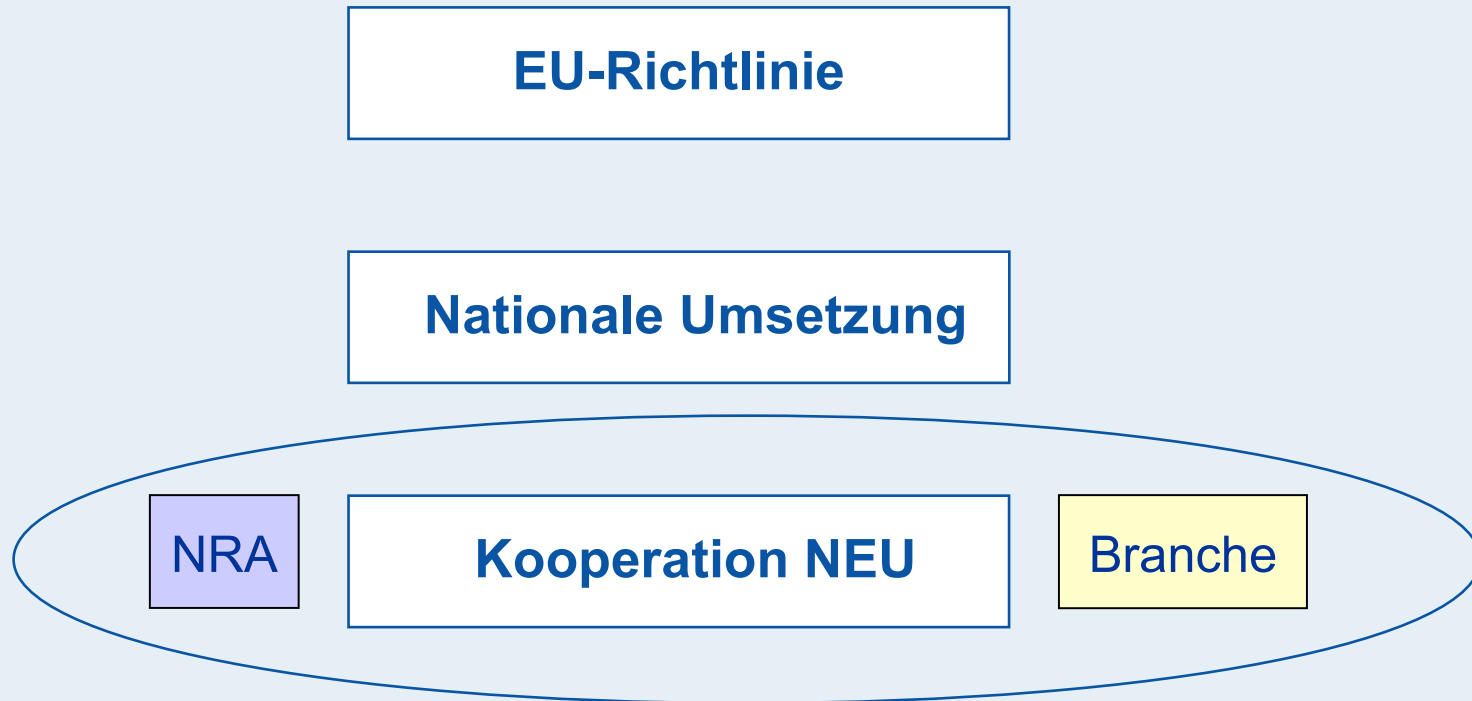 EU-Richtlinie
Nationale Umsetzung
NRA
Kooperation NEU
Branche